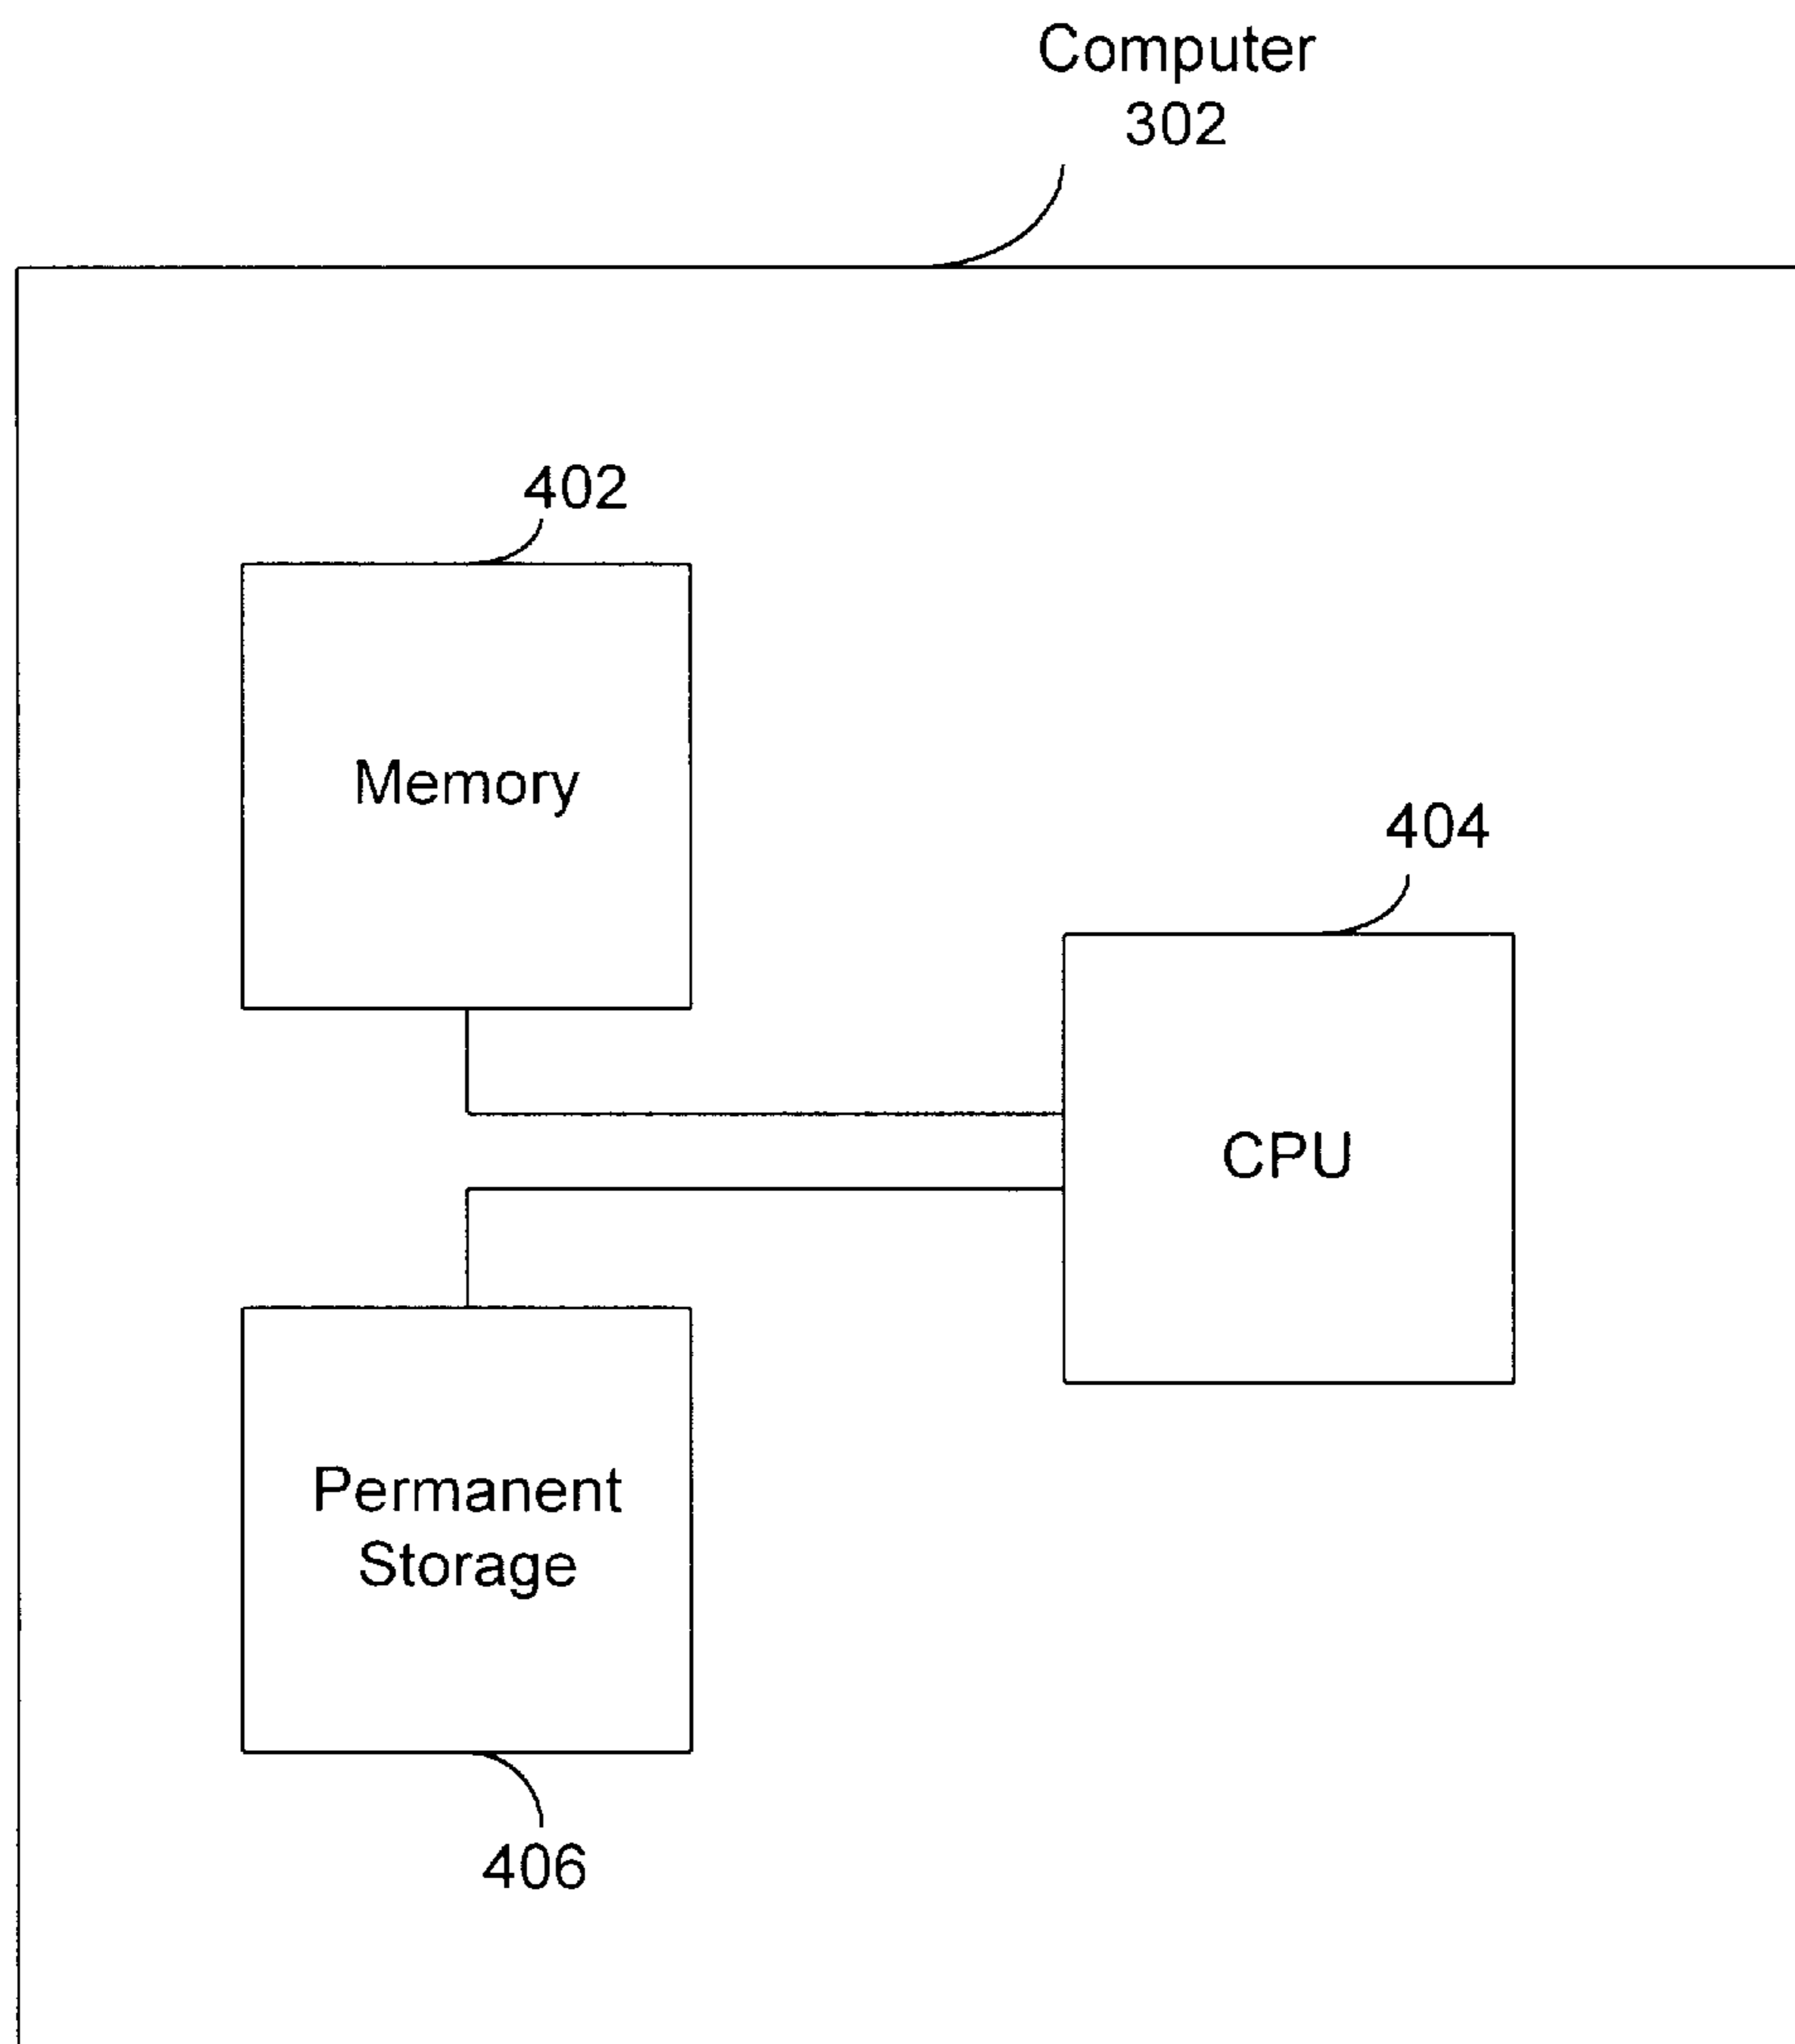 Computer
302
402
Memory
404
CPU
Permanent
Storage
406